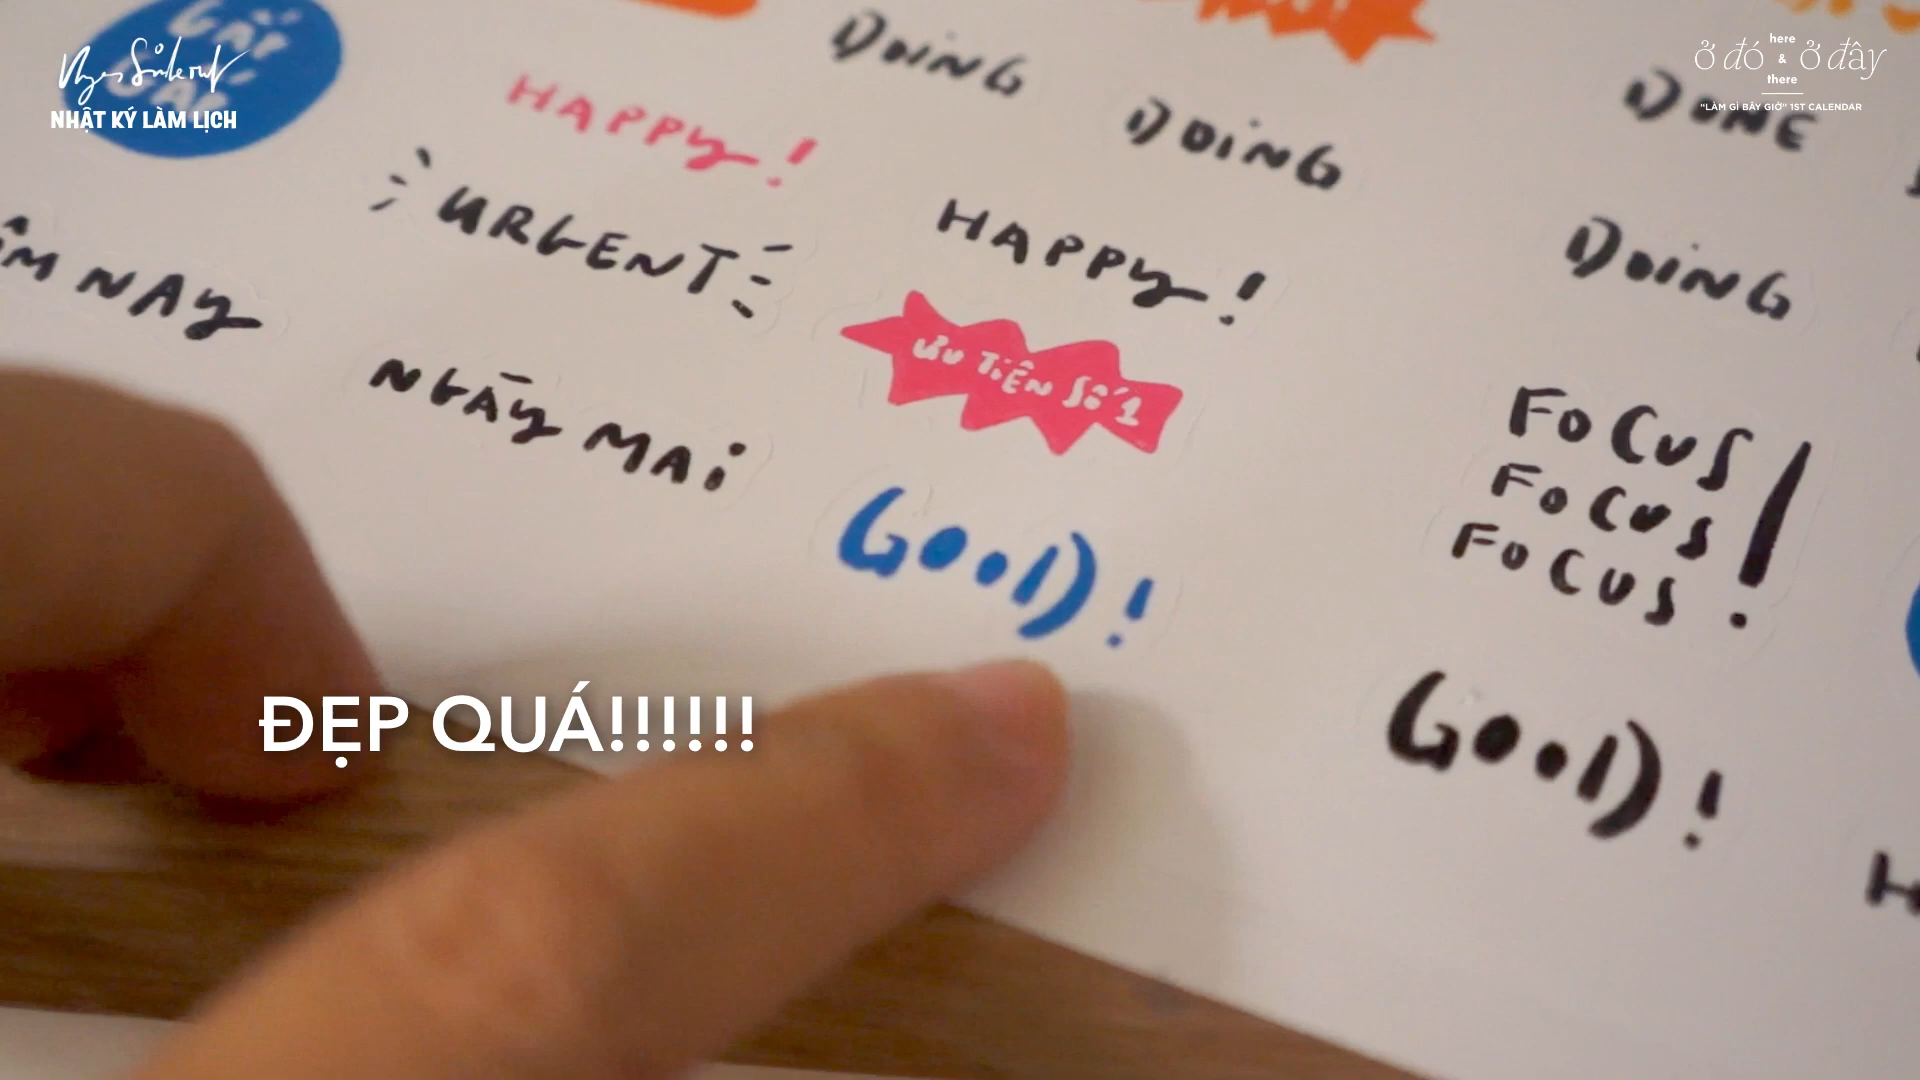 NHẬT KÝ LÀM LỊCH
ở đó here & there ở đây
"LÀM GÌ BÂY GIỜ" 1ST CALENDAR
GẤP
DOING
HAPPY!
DOING
DONE
URGENT
HAPPY!
DOING
NAY
ƯU TIÊN SỐ 1
NGÀY MAI
FOCUS!
FOCUS
FOCUS
GOOD!
GOOD!
ĐẸP QUÁ!!!!!!